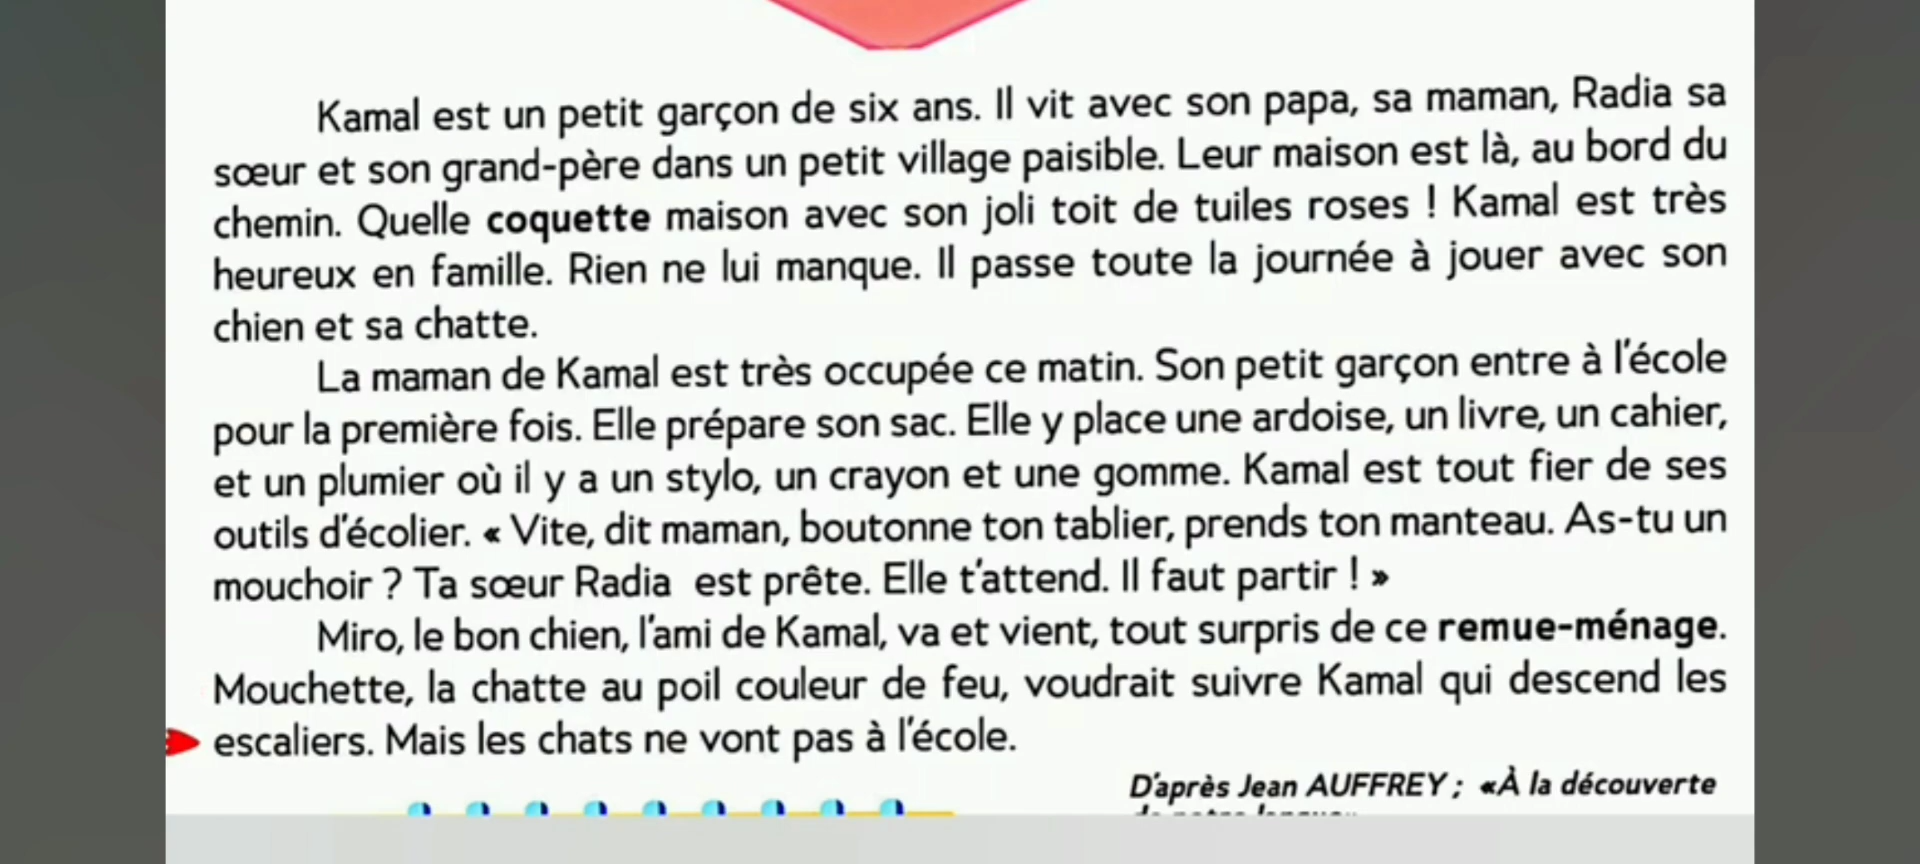 Kamal est un petit garçon de six ans. Il vit avec son papa, sa maman, Radia sa
sœur et son grand-père dans un petit village paisible. Leur maison est là, au bord du
chemin. Quelle coquette maison avec son joli toit de tuiles roses ! Kamal est très
heureux en famille. Rien ne lui manque. Il passe toute la journée à jouer avec son
chien et sa chatte.
La maman de Kamal est très occupée ce matin. Son petit garçon entre à l'école
pour la première fois. Elle prépare son sac. Elle y place une ardoise, un livre, un cahier,
et un plumier où il y a un stylo, un crayon et une gomme. Kamal est tout fier de ses
outils d'écolier. « Vite, dit maman, boutonne ton tablier, prends ton manteau. As-tu un
mouchoir ? Ta sœur Radia est prête. Elle t'attend. Il faut partir ! »
Miro, le bon chien, l'ami de Kamal, va et vient, tout surpris de ce remue-ménage.
Mouchette, la chatte au poil couleur de feu, voudrait suivre Kamal qui descend les
escaliers. Mais les chats ne vont pas à l'école.
D'après Jean AUFFREY ; «À la découverte